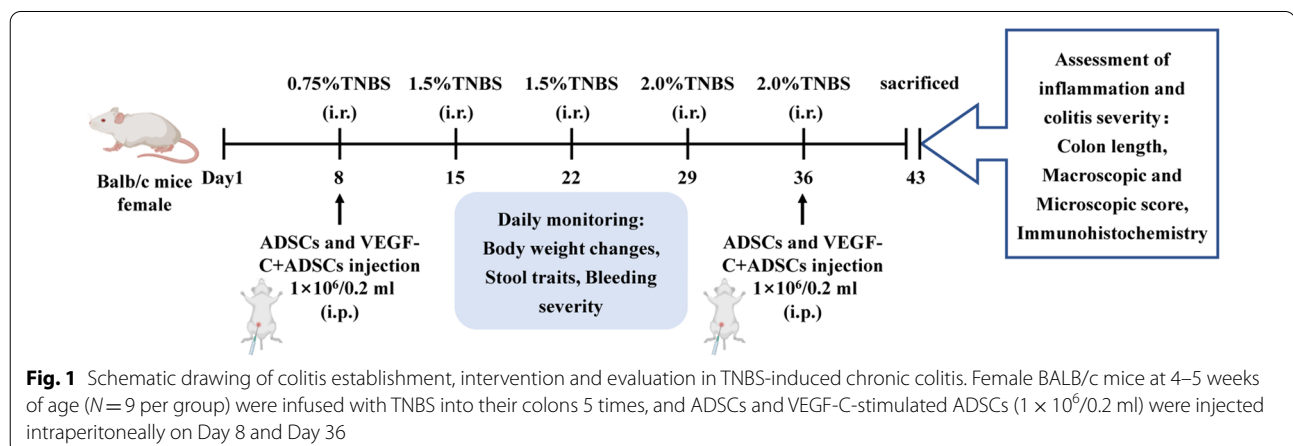 0.75%TNBS 1.5%TNBS 1.5%TNBS 2.0%TNBS 2.0%TNBS sacrificed
(i.r.) (i.r.) (i.r.) (i.r.) (i.r.)
Balb/c mice
female
Day1 8 15 22 29 36 43
ADSCs and VEGF-
C+ADSCs injection
1×10⁶/0.2 ml
(i.p.)
Daily monitoring:
Body weight changes,
Stool traits, Bleeding
severity
ADSCs and VEGF-
C+ADSCs injection
1×10⁶/0.2 ml
(i.p.)
Assessment of
inflammation and
colitis severity:
Colon length,
Macroscopic and
Microscopic score,
Immunohistochemistry
Fig. 1 Schematic drawing of colitis establishment, intervention and evaluation in TNBS-induced chronic colitis. Female BALB/c mice at 4–5 weeks
of age (N = 9 per group) were infused with TNBS into their colons 5 times, and ADSCs and VEGF-C-stimulated ADSCs (1 × 10⁶/0.2 ml) were injected
intraperitoneally on Day 8 and Day 36